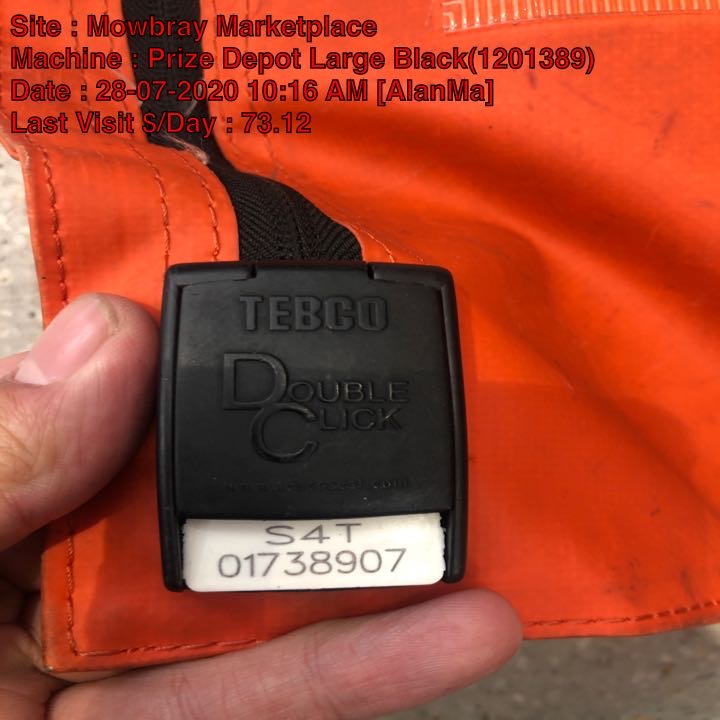 Site : Mowbray Marketplace
Machine : Prize Depot Large Black(1201389)
Date : 28-07-2020 10:16 AM [AlanMa]
Last Visit $/Day : 73.12
TEBCO
DOUBLE
CLICK
S4T
01738907